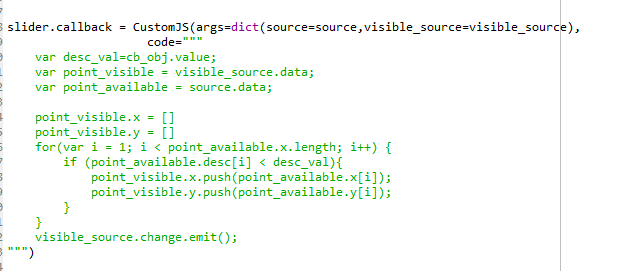 slider.callback = CustomJS(args=dict(source=source,visible_source=visible_source),
                    code="""
    var desc_val=cb_obj.value;
    var point_visible = visible_source.data;
    var point_available = source.data;

    point_visible.x = []
    point_visible.y = []
    for(var i = 1; i < point_available.x.length; i++) {
        if (point_available.desc[i] < desc_val){
            point_visible.x.push(point_available.x[i]);
            point_visible.y.push(point_available.y[i]);
        }
    }
    visible_source.change.emit();
""")